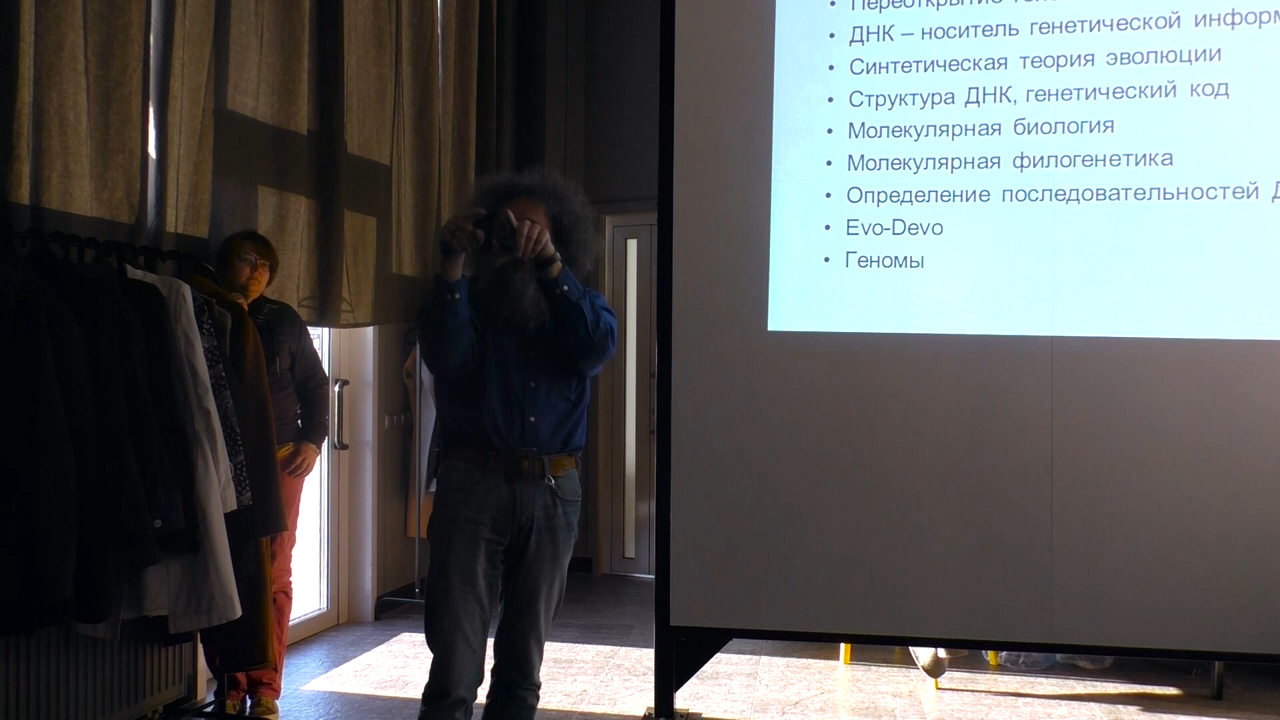 • Переоткрытие
• ДНК – носитель генетической
• Синтетическая теория эволюции
• Структура ДНК, генетический код
• Молекулярная биология
• Молекулярная филогенетика
• Определение последовательностей
• Evo-Devo
• Геномы